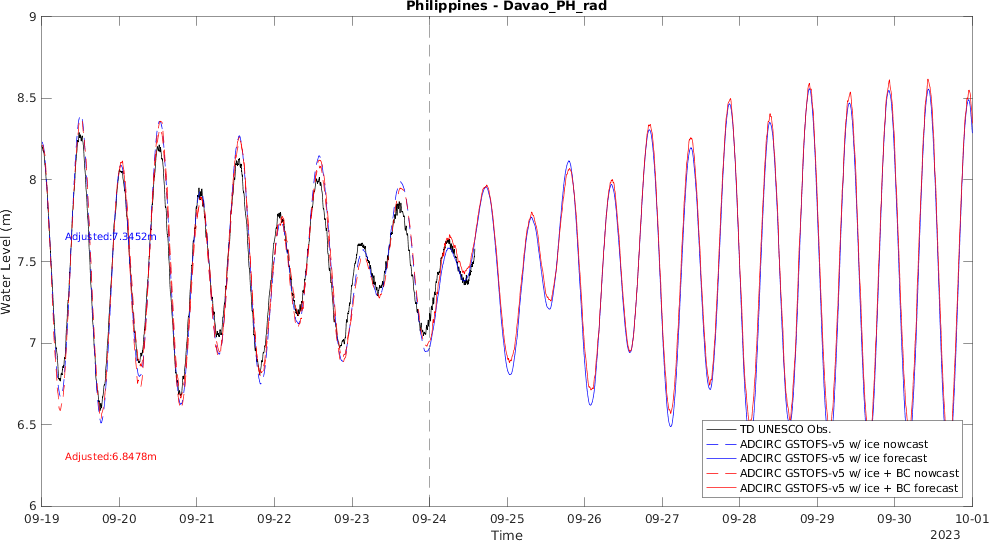 Philippines - Davao_PH_rad
Water Level (m)
9
8.5
8
7.5
7
6.5
6
Adjusted:7.3452m
Adjusted:6.8478m
TD UNESCO Obs.
ADCIRC GSTOFS-v5 w/ ice nowcast
ADCIRC GSTOFS-v5 w/ ice forecast
ADCIRC GSTOFS-v5 w/ ice + BC nowcast
ADCIRC GSTOFS-v5 w/ ice + BC forecast
09-19 09-20 09-21 09-22 09-23 09-24 09-25 09-26 09-27 09-28 09-29 09-30 10-01
Time
2023